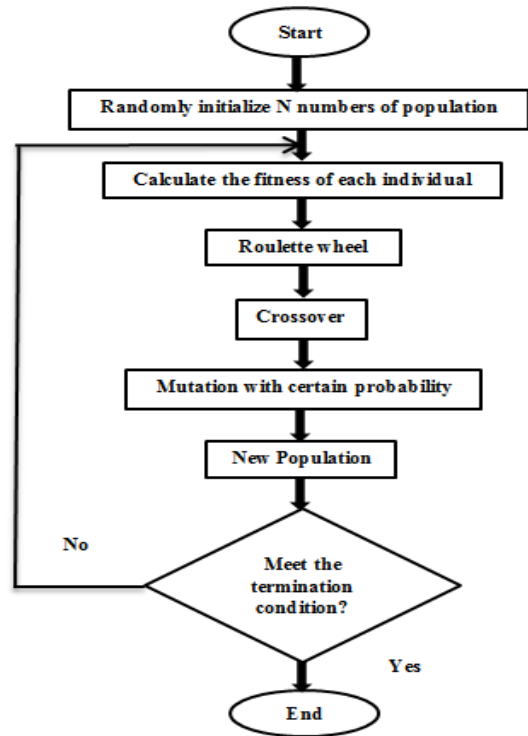 Start
Randomly initialize N numbers of population
Calculate the fitness of each individual
Roulette wheel
Crossover
Mutation with certain probability
New Population
No
Meet the
termination
condition?
Yes
End